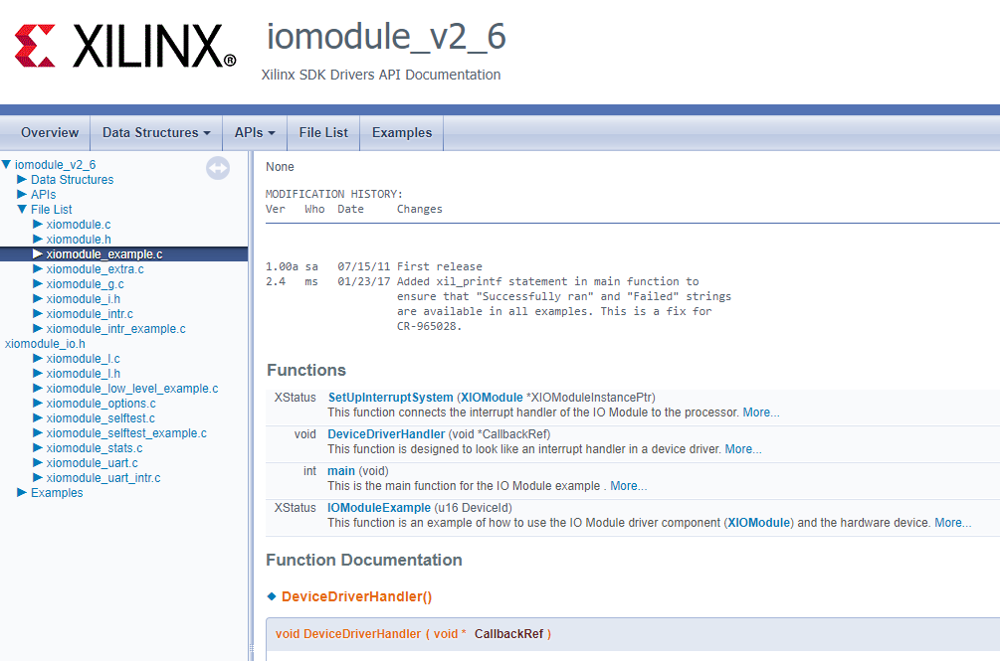 XILINX®
iomodule_v2_6
Xilinx SDK Drivers API Documentation
Overview Data Structures APIs File List Examples
iomodule_v2_6
Data Structures
APIs
File List
xiomodule.c
xiomodule.h
xiomodule_example.c
xiomodule_extra.c
xiomodule_g.c
xiomodule_i.h
xiomodule_intr.c
xiomodule_intr_example.c
xiomodule_io.h
xiomodule_l.c
xiomodule_l.h
xiomodule_low_level_example.c
xiomodule_options.c
xiomodule_selftest.c
xiomodule_selftest_example.c
xiomodule_stats.c
xiomodule_uart.c
xiomodule_uart_intr.c
Examples
None
MODIFICATION HISTORY:
Ver Who Date Changes
1.00a sa 07/15/11 First release
2.4 ms 01/23/17 Added xil_printf statement in main function to
ensure that "Successfully ran" and "Failed" strings
are available in all examples. This is a fix for
CR-965028.
Functions
XStatus SetUpInterruptSystem (XIOModule *XIOModuleInstancePtr)
This function connects the interrupt handler of the IO Module to the processor. More...
void DeviceDriverHandler (void *CallbackRef)
This function is designed to look like an interrupt handler in a device driver. More...
int main (void)
This is the main function for the IO Module example . More...
XStatus IOModuleExample (u16 DeviceId)
This function is an example of how to use the IO Module driver component (XIOModule) and the hardware device. More...
Function Documentation
◆ DeviceDriverHandler()
void DeviceDriverHandler ( void * CallbackRef )